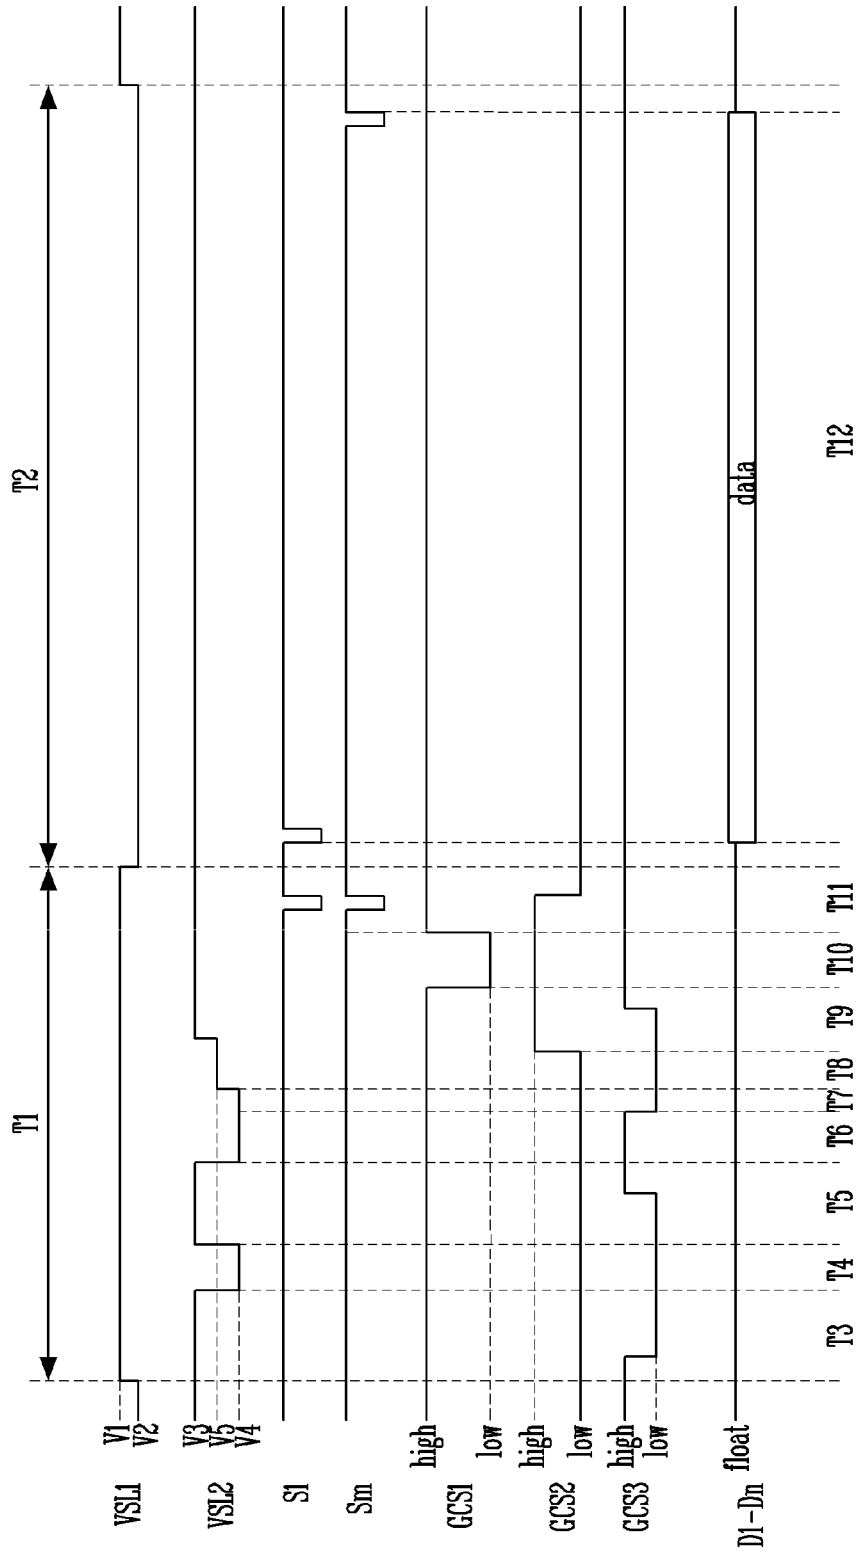 T1
T2
VSL1
V1
V2
VSL2
V3
V5
V4
S1
Sm
GCS1
high
low
GCS2
high
low
GCS3
high
low
D1-Dn
float
data
T3
T4
T5
T6
T7
T8
T9
T10
T11
T12